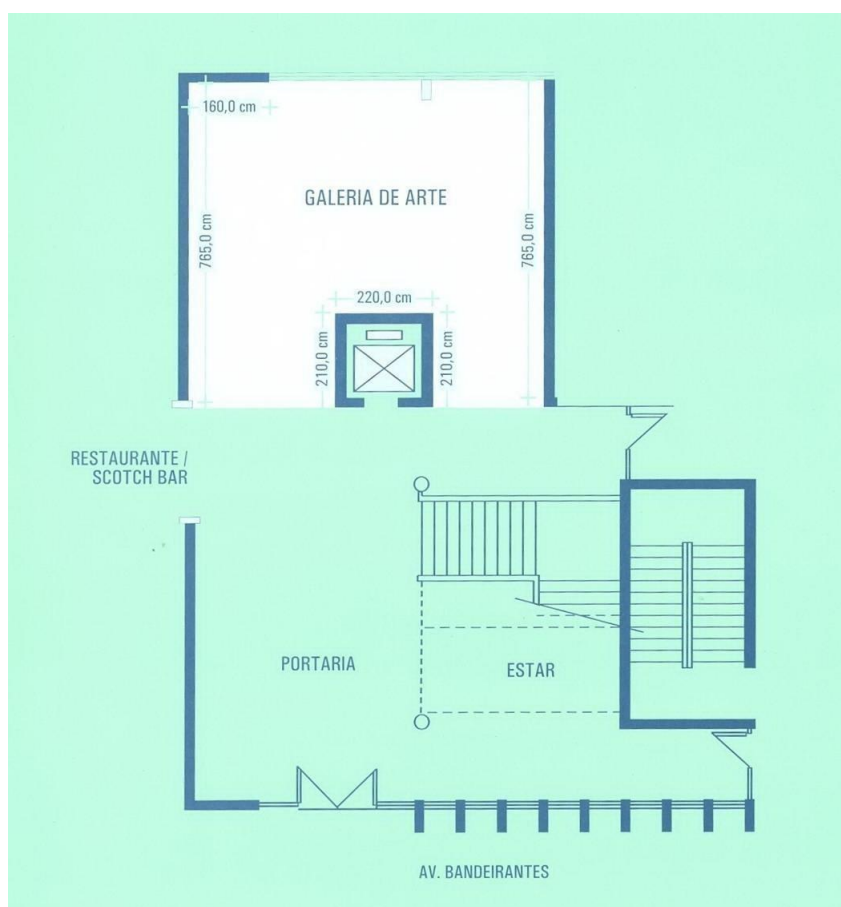 160,0 cm
GALERIA DE ARTE
765,0 cm
765,0 cm
220,0 cm
210,0 cm
210,0 cm
RESTAURANTE /
SCOTCH BAR
PORTARIA
ESTAR
AV. BANDEIRANTES